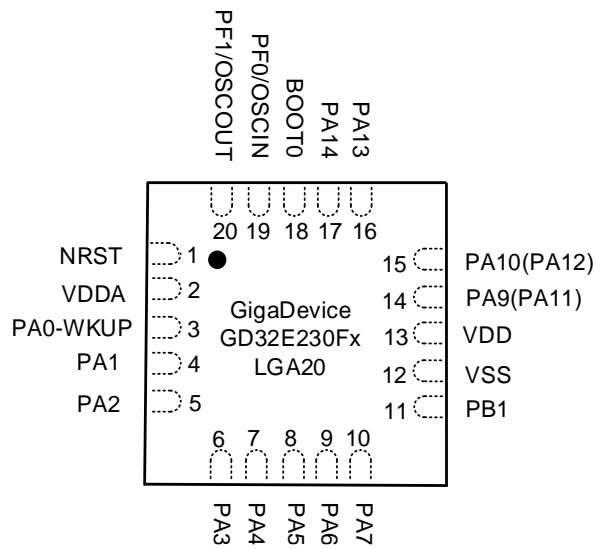 PF1/OSCOUT
PF0/OSCIN
BOOT0
PA14
PA13
20
19
18
17
16
NRST
1
VDDA
2
PA0-WKUP
3
PA1
4
PA2
5
GigaDevice
GD32E230Fx
LGA20
15
PA10(PA12)
14
PA9(PA11)
13
VDD
12
VSS
11
PB1
6
7
8
9
10
PA3
PA4
PA5
PA6
PA7